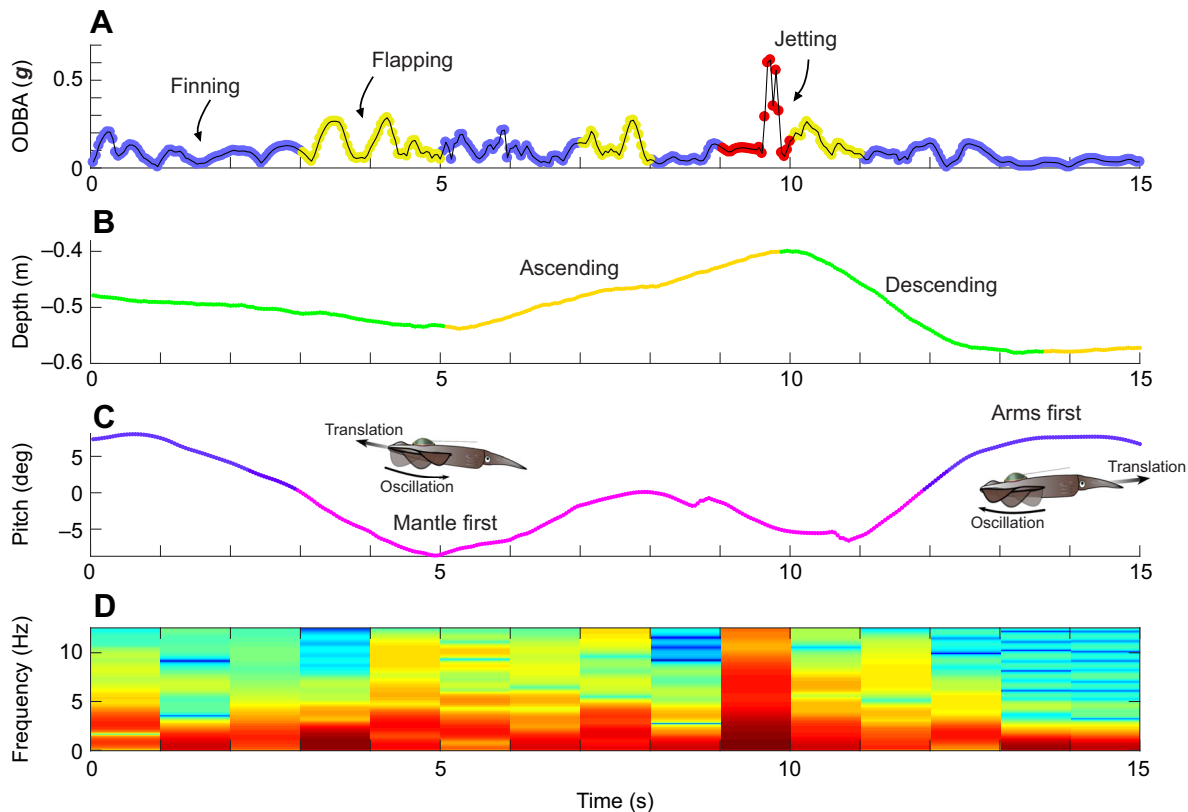 A
ODBA (g)
0.5
0
Finning
Flapping
Jetting
0
5
10
15
B
Depth (m)
–0.4
–0.5
–0.6
Ascending
Descending
0
5
10
15
C
Pitch (deg)
5
0
–5
Translation
Oscillation
Mantle first
Arms first
Translation
Oscillation
0
5
10
15
D
Frequency (Hz)
10
5
0
0
5
10
15
Time (s)